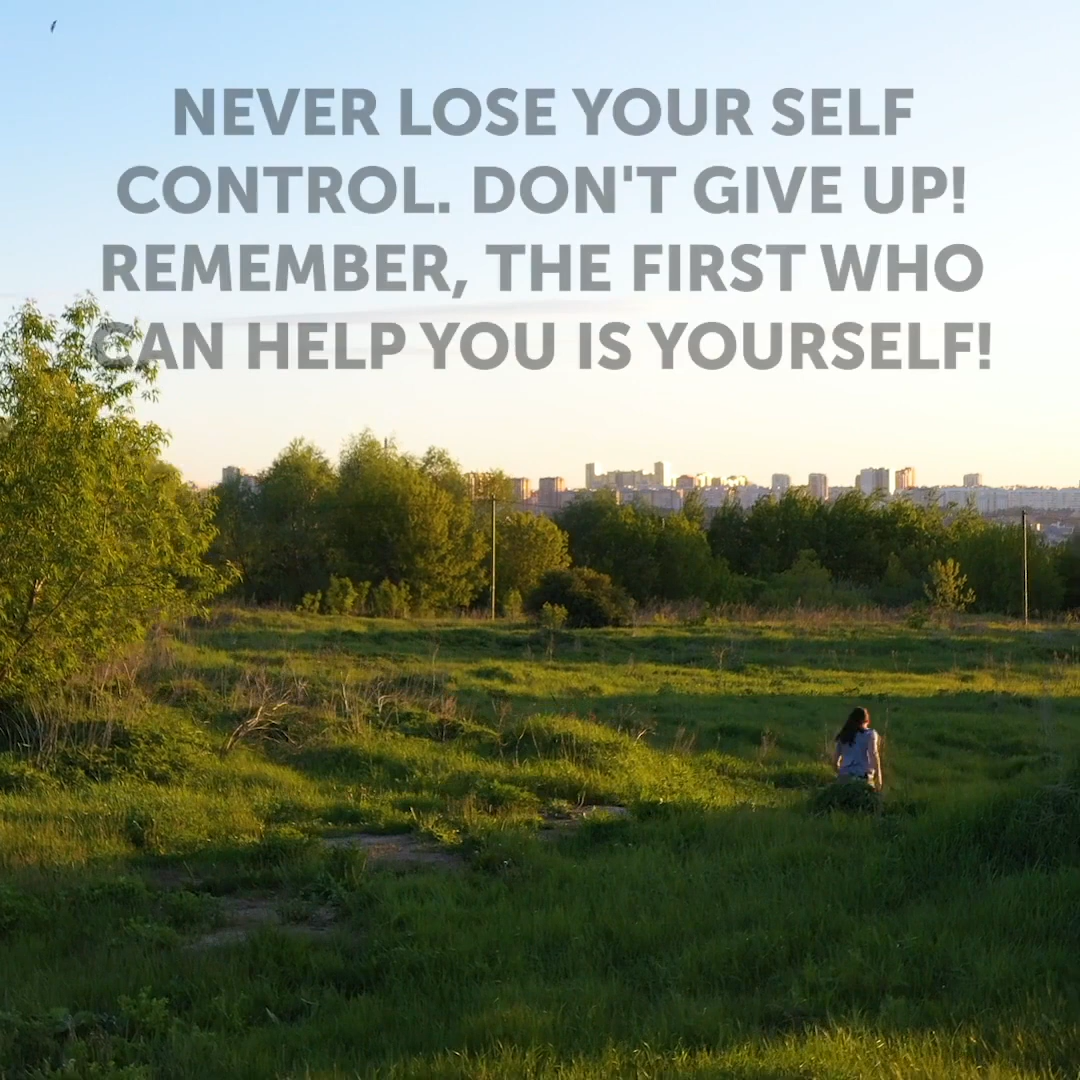 NEVER LOSE YOUR SELF
CONTROL. DON'T GIVE UP!
REMEMBER, THE FIRST WHO
CAN HELP YOU IS YOURSELF!